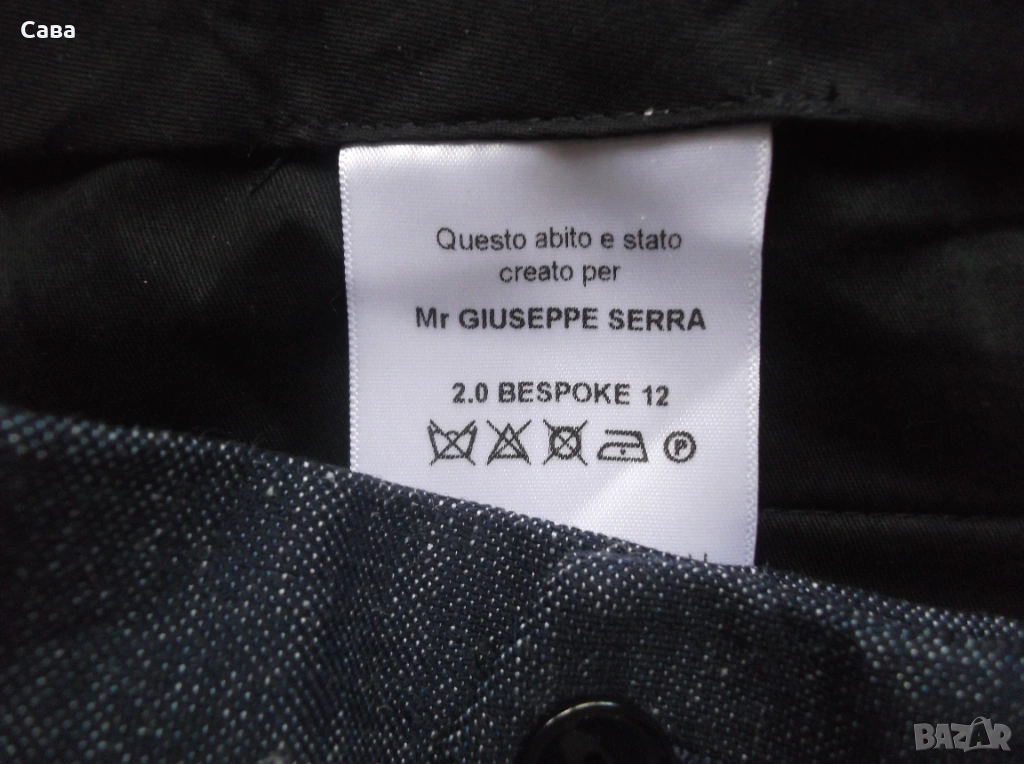 Сава
Questo abito e stato
creato per
Mr GIUSEPPE SERRA
2.0 BESPOKE 12
P
BAZAR